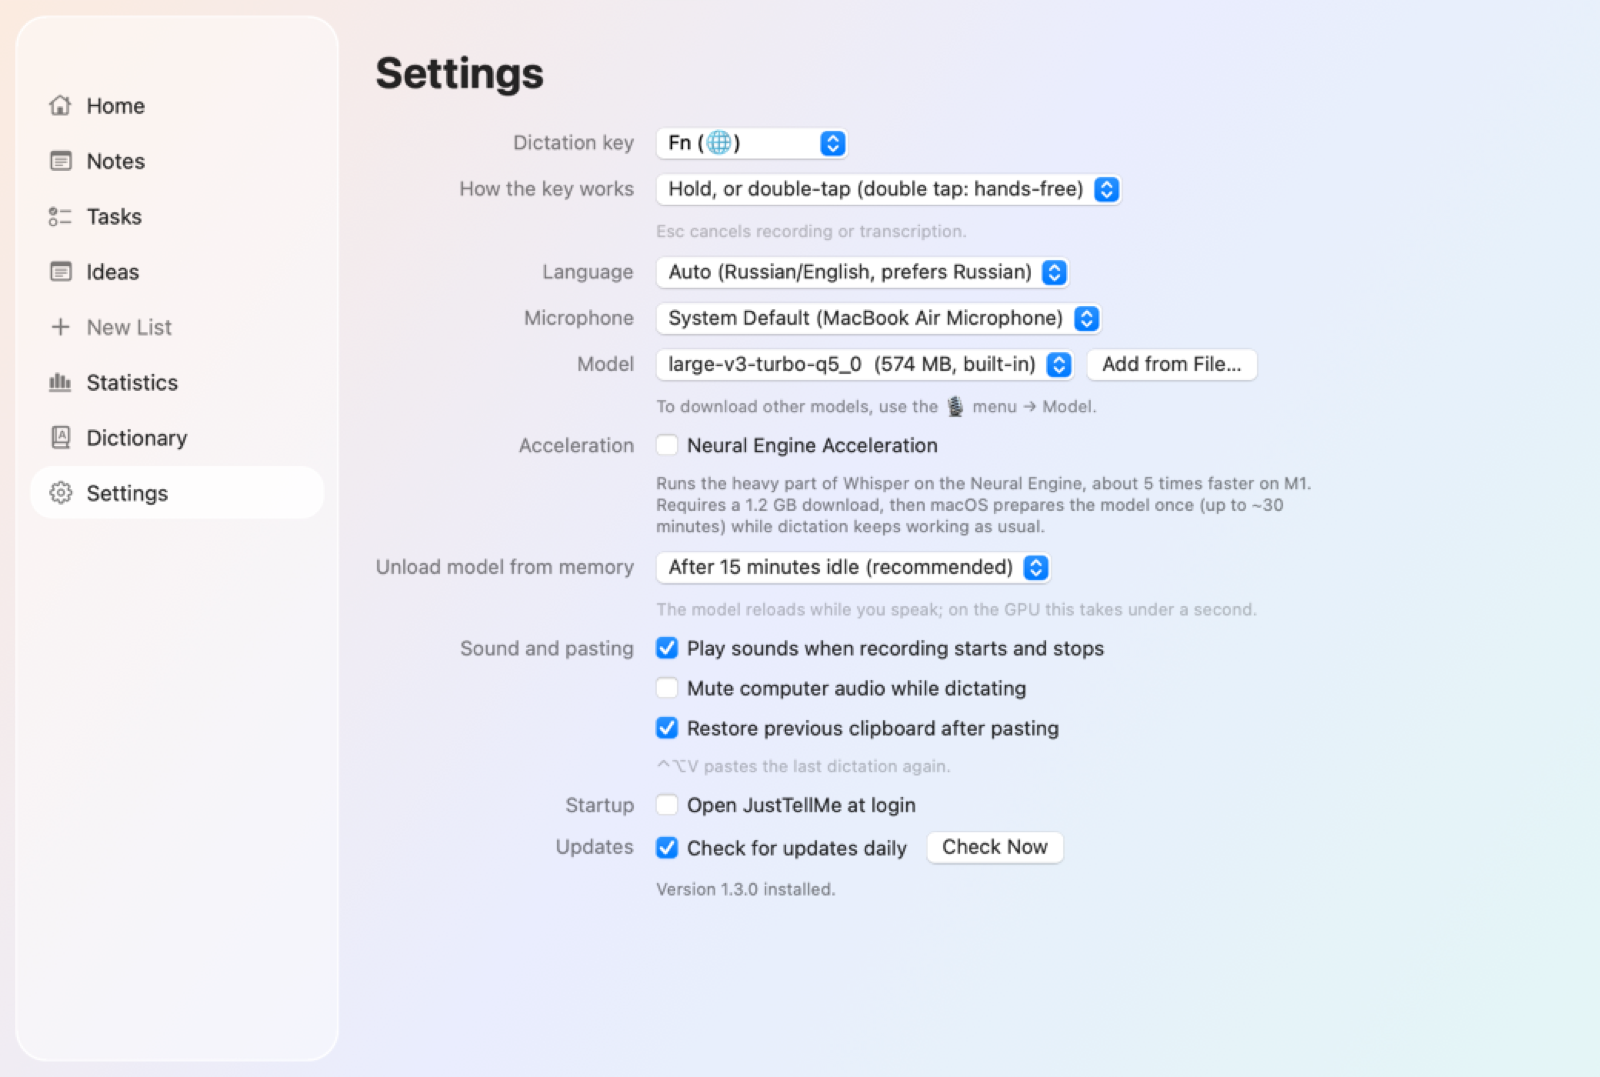 Home
Notes
Tasks
Ideas
New List
Statistics
Dictionary
Settings
Settings
Dictation key Fn (🌐)
How the key works Hold, or double-tap (double tap: hands-free)
Esc cancels recording or transcription.
Language Auto (Russian/English, prefers Russian)
Microphone System Default (MacBook Air Microphone)
Model large-v3-turbo-q5_0 (574 MB, built-in) Add from File...
To download other models, use the 🎙 menu → Model.
Acceleration Neural Engine Acceleration
Runs the heavy part of Whisper on the Neural Engine, about 5 times faster on M1.
Requires a 1.2 GB download, then macOS prepares the model once (up to ~30
minutes) while dictation keeps working as usual.
Unload model from memory After 15 minutes idle (recommended)
The model reloads while you speak; on the GPU this takes under a second.
Sound and pasting Play sounds when recording starts and stops
Mute computer audio while dictating
Restore previous clipboard after pasting
^⌥V pastes the last dictation again.
Startup Open JustTellMe at login
Updates Check for updates daily Check Now
Version 1.3.0 installed.